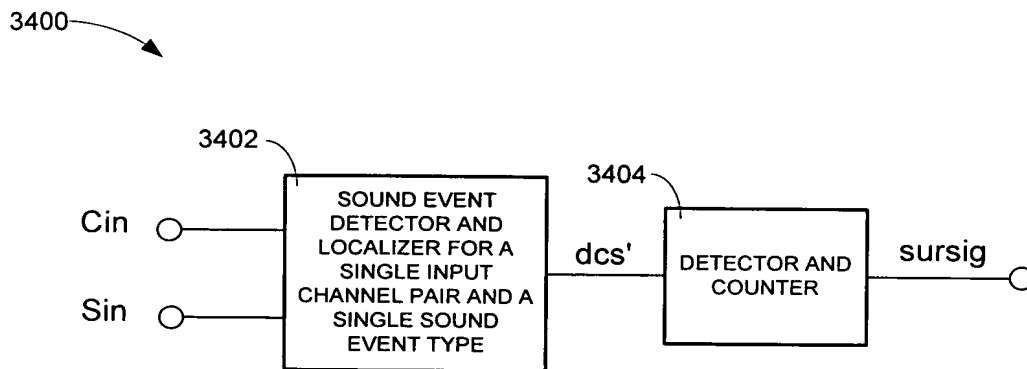 3400
3402
3404
Cin
Sin
SOUND EVENT
DETECTOR AND
LOCALIZER FOR A
SINGLE INPUT
CHANNEL PAIR AND A
SINGLE SOUND
EVENT TYPE
dcs'
DETECTOR AND
COUNTER
sursig